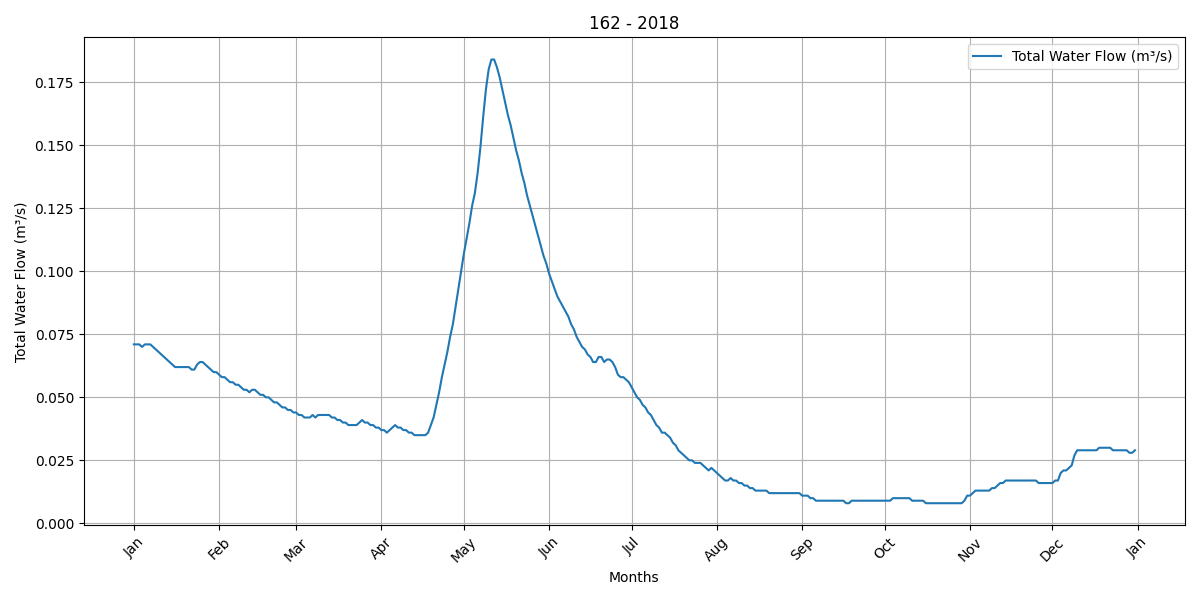 162 - 2018
Total Water Flow (m³/s)
Total Water Flow (m³/s)
0.175
0.150
0.125
0.100
0.075
0.050
0.025
0.000
Jan
Feb
Mar
Apr
May
Jun
Jul
Aug
Sep
Oct
Nov
Dec
Jan
Months